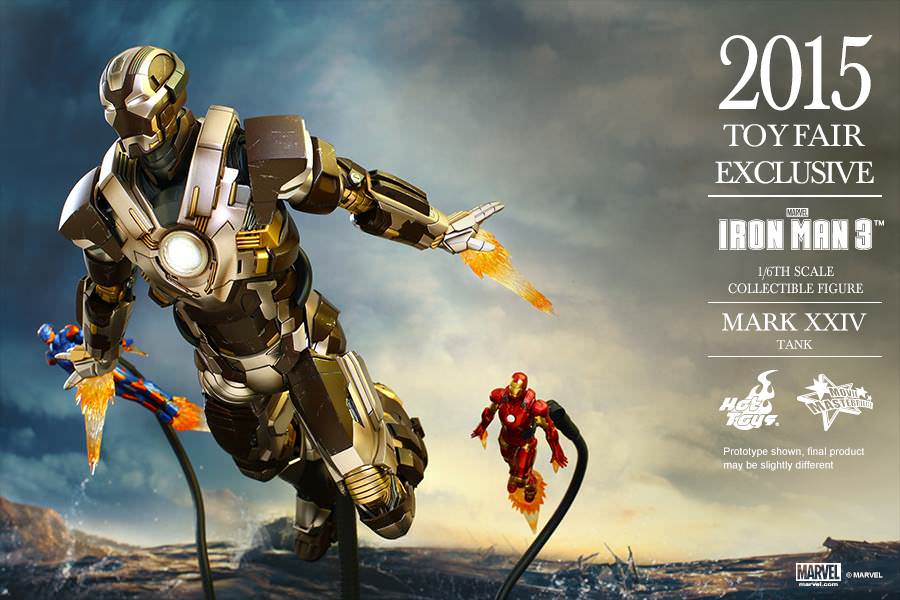 2015
TOY FAIR
EXCLUSIVE
MARVEL
IRON MAN 3™
1/6TH SCALE
COLLECTIBLE FIGURE
MARK XXIV
TANK
Hot Toys.
MOVIE
MASTERPIECE
Prototype shown, final product
may be slightly different
MARVEL © MARVEL
marvel.com